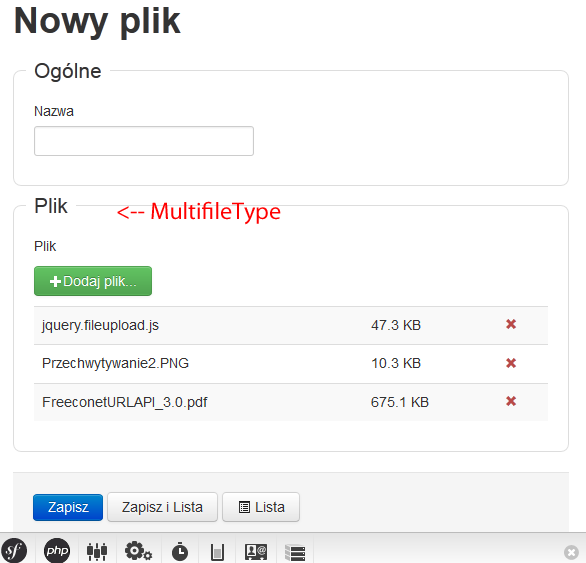 Nowy plik
Ogólne
Nazwa
Plik
<-- MultifileType
Plik
Dodaj plik...
jquery.fileupload.js 47.3 KB
Przechwytywanie2.PNG 10.3 KB
FreeconetURLAPI_3.0.pdf 675.1 KB
Zapisz Zapisz i Lista Lista
sf php